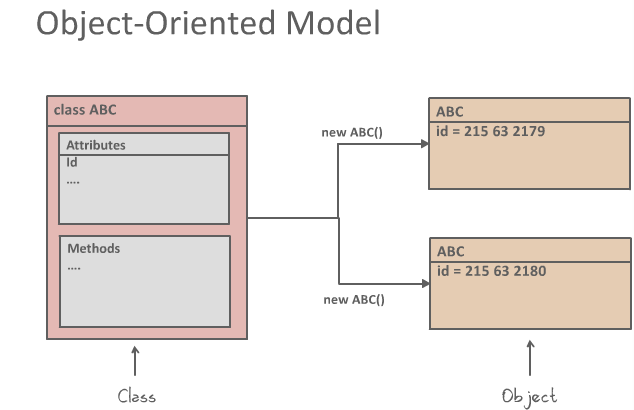 Object-Oriented Model
class ABC
Attributes
Id
....
Methods
....
new ABC()
new ABC()
ABC
id = 215 63 2179
ABC
id = 215 63 2180
Class
Object